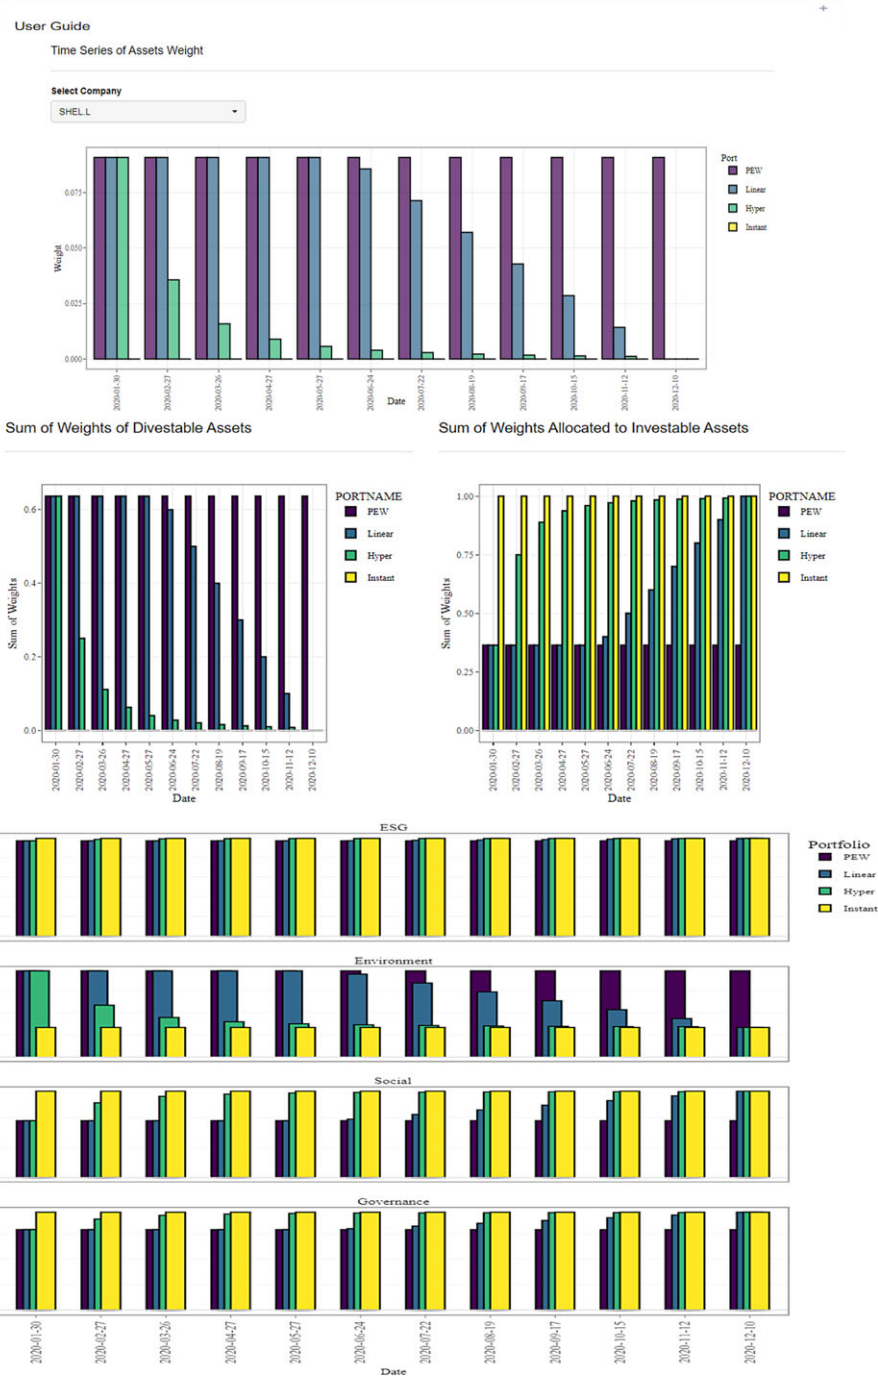 +
User Guide
Time Series of Assets Weight
Select Company
SHEL.L
Port
PEW
Linear
Hyper
Instant
Weight
0.075
0.050
0.025
0.000
2020-01-30
2020-02-27
2020-03-26
2020-04-27
2020-05-27
2020-06-24
2020-07-22
2020-08-19
2020-09-17
2020-10-15
2020-11-12
2020-12-10
Date
Sum of Weights of Divestable Assets
PORTNAME
PEW
Linear
Hyper
Instant
Sum of Weights
0.6
0.4
0.2
0.0
2020-01-30
2020-02-27
2020-03-26
2020-04-27
2020-05-27
2020-06-24
2020-07-22
2020-08-19
2020-09-17
2020-10-15
2020-11-12
2020-12-10
Date
Sum of Weights Allocated to Investable Assets
PORTNAME
PEW
Linear
Hyper
Instant
Sum of Weights
1.00
0.75
0.50
0.25
0.00
2020-01-30
2020-02-27
2020-03-26
2020-04-27
2020-05-27
2020-06-24
2020-07-22
2020-08-19
2020-09-17
2020-10-15
2020-11-12
2020-12-10
Date
ESG
Portfolio
PEW
Linear
Hyper
Instant
Environment
Social
Governance
2020-01-30
2020-02-27
2020-03-26
2020-04-27
2020-05-27
2020-06-24
2020-07-22
2020-08-19
2020-09-17
2020-10-15
2020-11-12
2020-12-10
Date